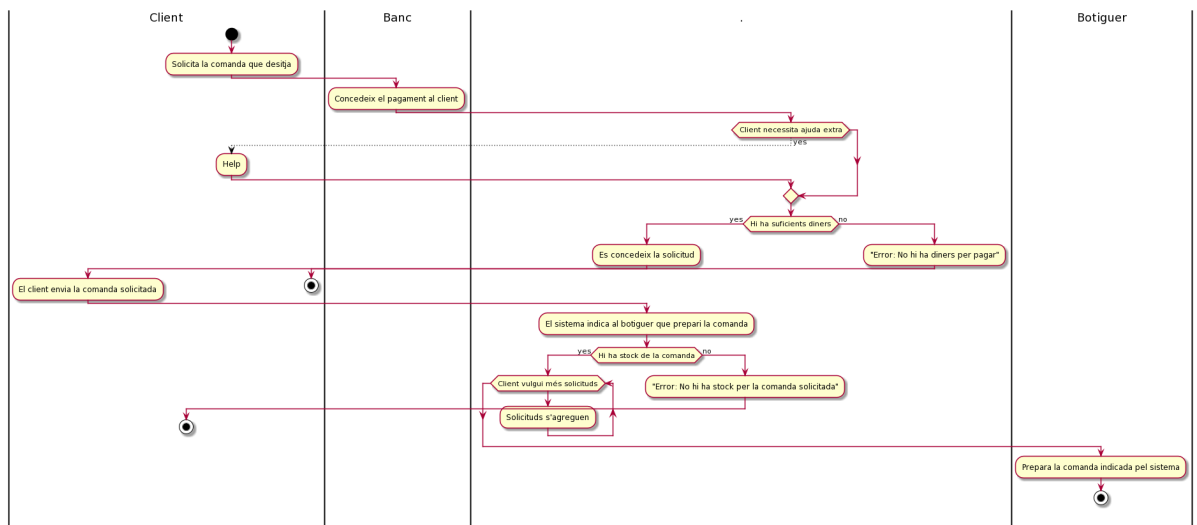 Client
Banc
.
Botiguer
Solicita la comanda que desitja
Concedeix el pagament al client
Client necessita ajuda extra
yes
Help
yes
Hi ha suficients diners
no
Es concedeix la solicitud
"Error: No hi ha diners per pagar"
El client envia la comanda solicitada
El sistema indica al botiguer que prepari la comanda
yes
Hi ha stock de la comanda
no
Client vulgui més solicituds
"Error: No hi ha stock per la comanda solicitada"
Solicituds s'agreguen
Prepara la comanda indicada pel sistema